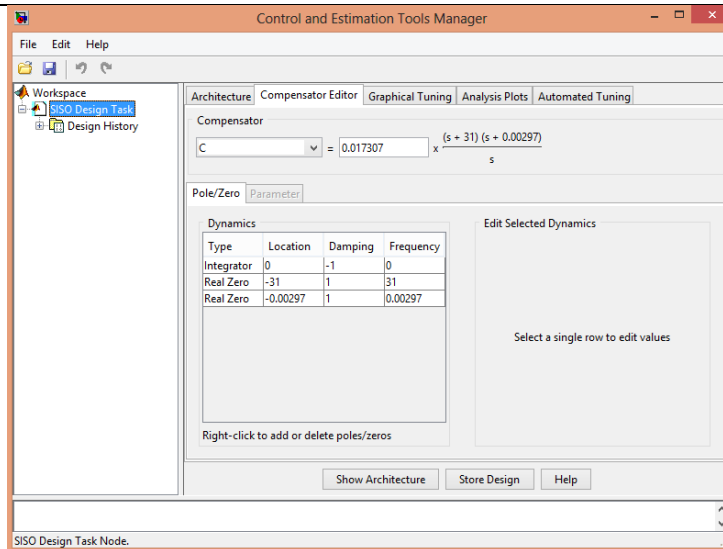 Control and Estimation Tools Manager
File Edit Help
Workspace
SISO Design Task
Design History
Architecture Compensator Editor Graphical Tuning Analysis Plots Automated Tuning
Compensator
C = 0.017307 x (s + 31) (s + 0.00297)
s
Pole/Zero Parameter
Dynamics
Type Location Damping Frequency
Integrator 0 -1 0
Real Zero -31 1 31
Real Zero -0.00297 1 0.00297
Right-click to add or delete poles/zeros
Edit Selected Dynamics
Select a single row to edit values
Show Architecture Store Design Help
SISO Design Task Node.